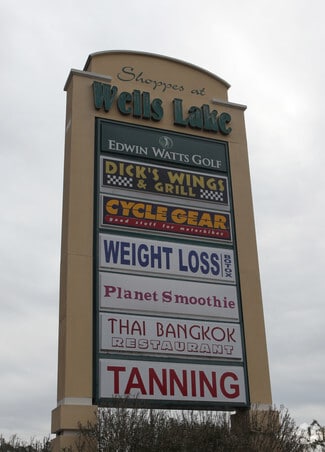 Shoppes at
Wells Lake
EDWIN WATTS GOLF
DICK'S WINGS
& GRILL
CYCLE GEAR
good stuff for motorbikes
WEIGHT LOSS BOTOX
Planet Smoothie
THAI BANGKOK
RESTAURANT
TANNING